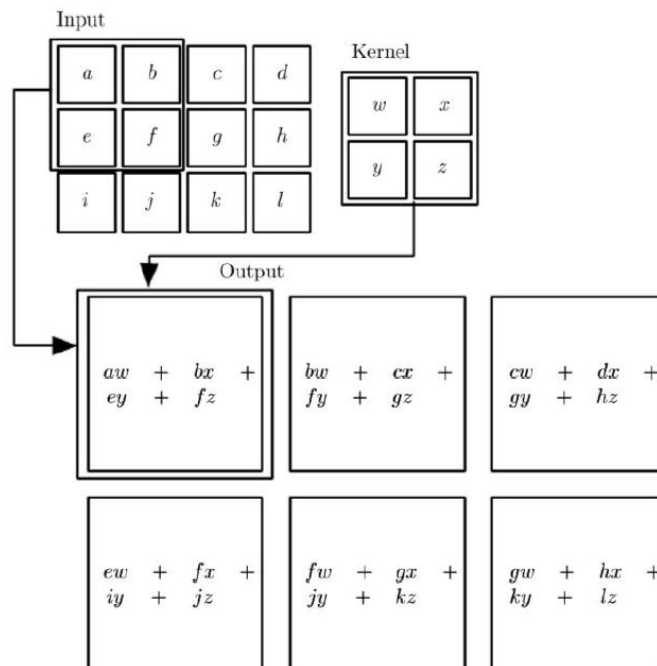 Input
Kernel
a b c d
e f g h
i j k l
w x
y z
Output
aw + bx +
ey + fz
bw + cx +
fy + gz
cw + dx +
gy + hz
ew + fx +
iy + jz
fw + gx +
jy + kz
gw + hx +
ky + lz